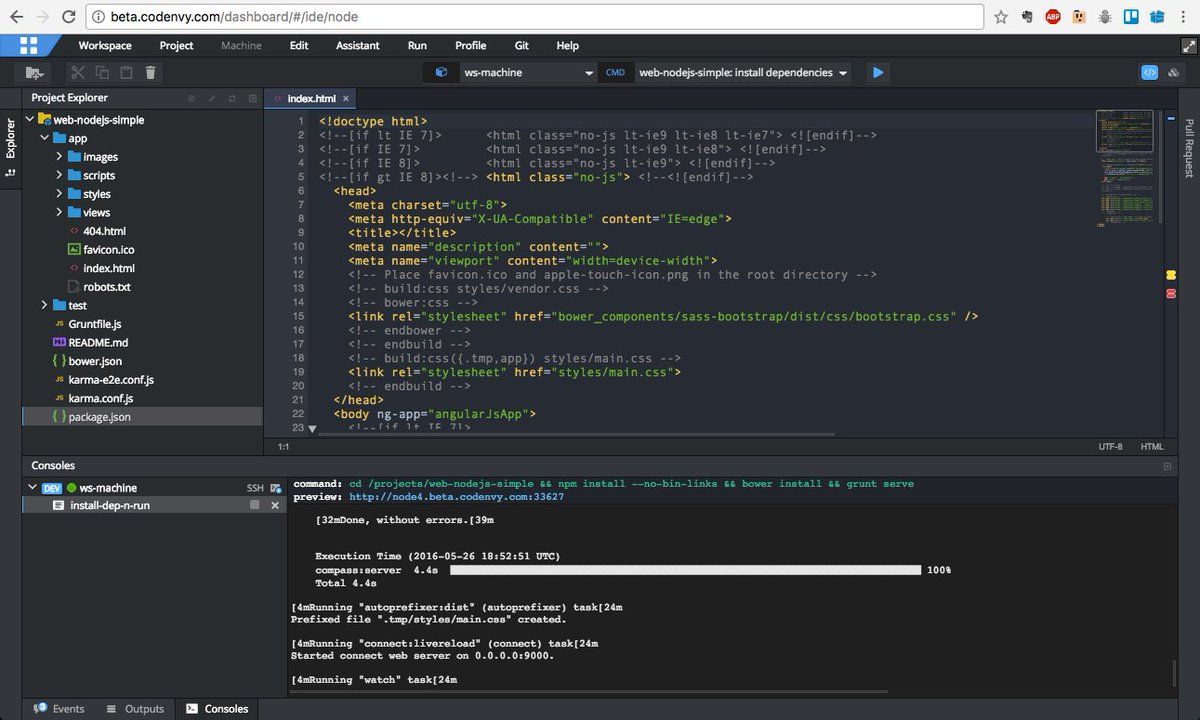 beta.codenvy.com/dashboard/#/ide/node
ABP
Workspace Project Machine Edit Assistant Run Profile Git Help
ws-machine CMD web-nodejs-simple: install dependencies
Project Explorer
Explorer
web-nodejs-simple
app
images
scripts
styles
views
404.html
favicon.ico
index.html
robots.txt
test
JS Gruntfile.js
README.md
{ } bower.json
JS karma-e2e.conf.js
JS karma.conf.js
{ } package.json
index.html ×
1 <!doctype html>
2 <!--[if lt IE 7]> <html class="no-js lt-ie9 lt-ie8 lt-ie7"> <![endif]-->
3 <!--[if IE 7]> <html class="no-js lt-ie9 lt-ie8"> <![endif]-->
4 <!--[if IE 8]> <html class="no-js lt-ie9"> <![endif]-->
5 <!--[if gt IE 8]><!--> <html class="no-js"> <!--<![endif]-->
6 <head>
7 <meta charset="utf-8">
8 <meta http-equiv="X-UA-Compatible" content="IE=edge">
9 <title></title>
10 <meta name="description" content="">
11 <meta name="viewport" content="width=device-width">
12 <!-- Place favicon.ico and apple-touch-icon.png in the root directory -->
13 <!-- build:css styles/vendor.css -->
14 <!-- bower:css -->
15 <link rel="stylesheet" href="bower_components/sass-bootstrap/dist/css/bootstrap.css" />
16 <!-- endbower -->
17 <!-- endbuild -->
18 <!-- build:css({.tmp,app}) styles/main.css -->
19 <link rel="stylesheet" href="styles/main.css">
20 <!-- endbuild -->
21 </head>
22 <body ng-app="angularJsApp">
23 <!--[if lt IE 7]>
1:1 UTF-8 HTML
Pull Request
Consoles
DEV ws-machine SSH
install-dep-n-run
command: cd /projects/web-nodejs-simple && npm install --no-bin-links && bower install && grunt serve
preview: http://node4.beta.codenvy.com:33627
[32mDone, without errors.[39m
Execution Time (2016-05-26 18:52:51 UTC)
compass:server 4.4s 100%
Total 4.4s
[4mRunning "autoprefixer:dist" (autoprefixer) task[24m
Prefixed file ".tmp/styles/main.css" created.
[4mRunning "connect:livereload" (connect) task[24m
Started connect web server on 0.0.0.0:9000.
[4mRunning "watch" task[24m
Events Outputs Consoles